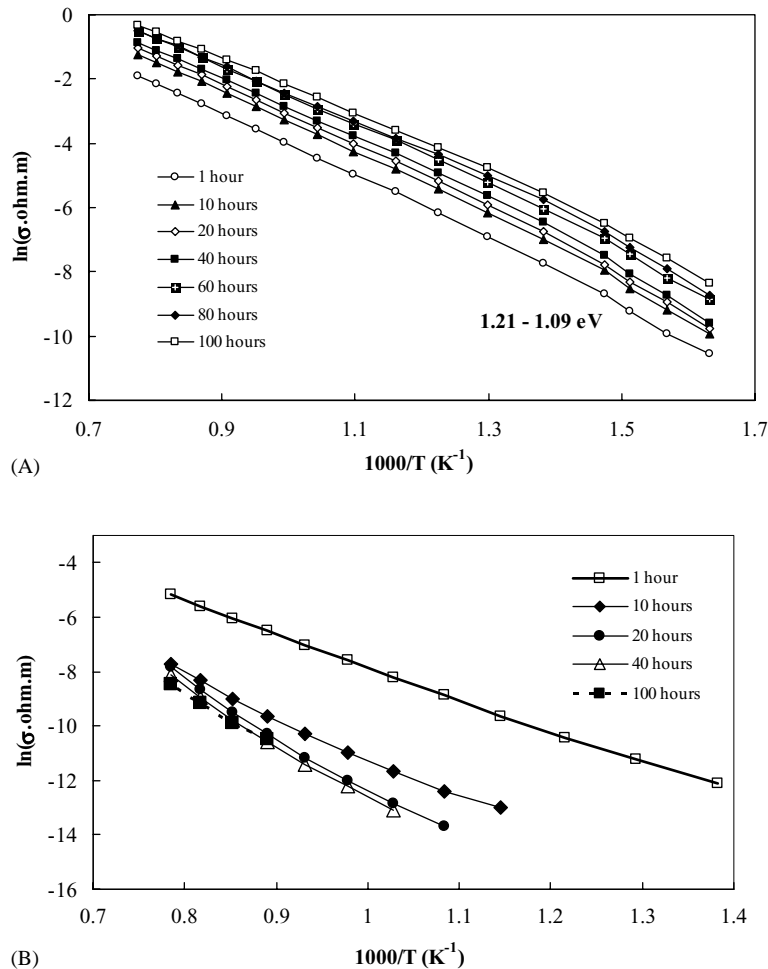 0
-2
-4
-6
-8
-10
-12
ln(σ.ohm.m)
1 hour
10 hours
20 hours
40 hours
60 hours
80 hours
100 hours
1.21 - 1.09 eV
0.7 0.9 1.1 1.3 1.5 1.7
1000/T (K⁻¹)
(A)
-4
-6
-8
-10
-12
-14
-16
ln(σ.ohm.m)
1 hour
10 hours
20 hours
40 hours
100 hours
0.7 0.8 0.9 1 1.1 1.2 1.3 1.4
1000/T (K⁻¹)
(B)